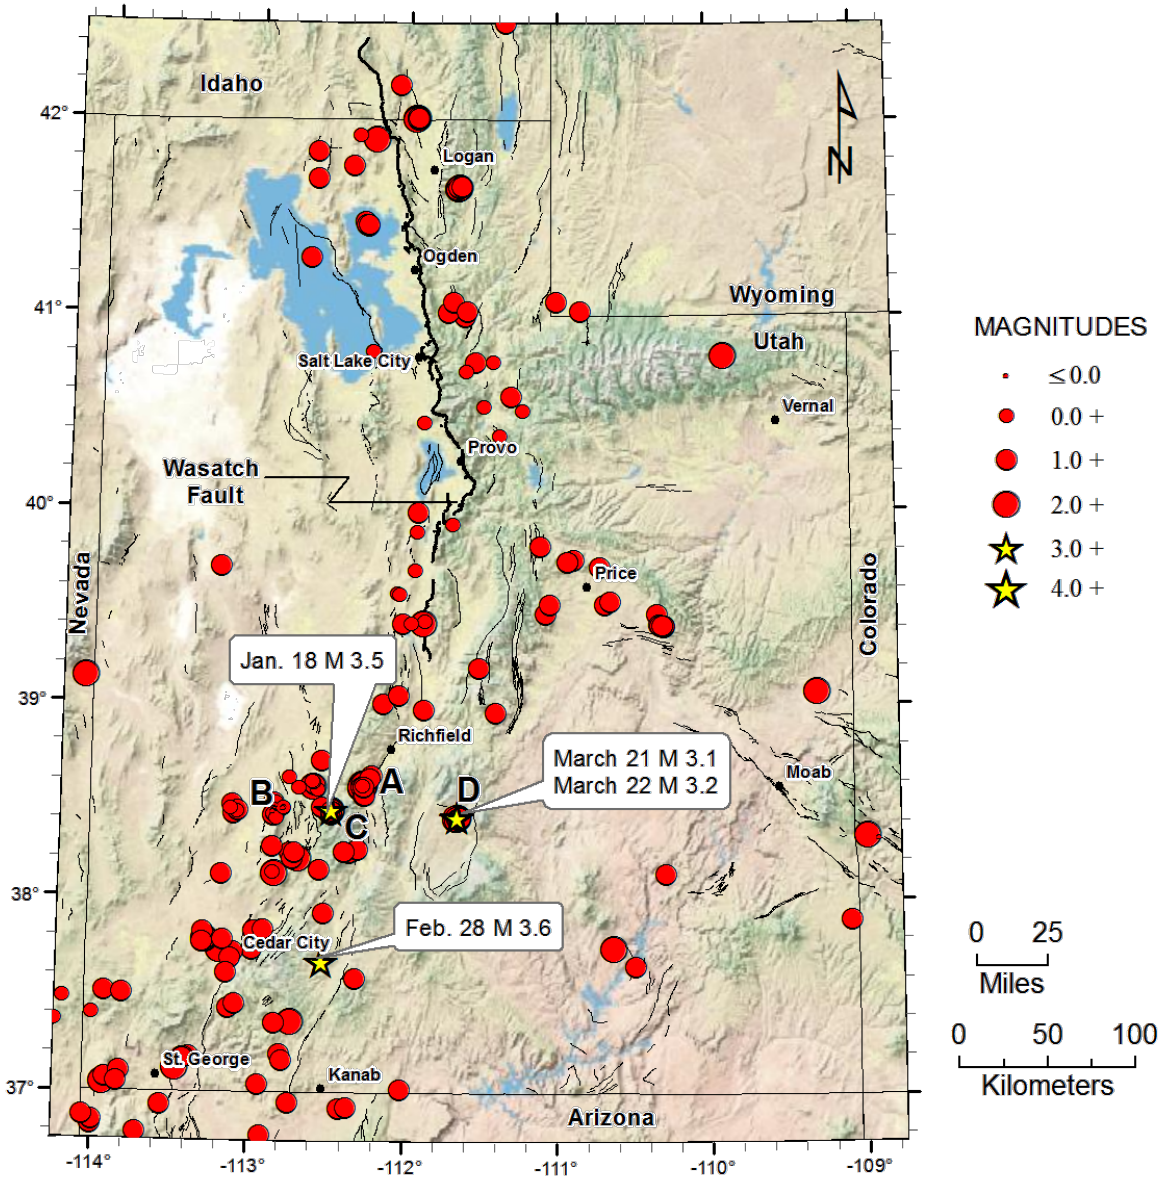 Idaho
42°
N
Logan
Ogden
41°
Wyoming
Utah
Salt Lake City
Vernal
Provo
Wasatch
Fault
40°
Nevada
Price
Colorado
Jan. 18 M 3.5
39°
Richfield
March 21 M 3.1
March 22 M 3.2
Moab
A
B
D
C
38°
Feb. 28 M 3.6
Cedar City
St. George
Kanab
37°
Arizona
-114°
-113°
-112°
-111°
-110°
-109°
MAGNITUDES
≤ 0.0
0.0 +
1.0 +
2.0 +
3.0 +
4.0 +
0 25
Miles
0 50 100
Kilometers